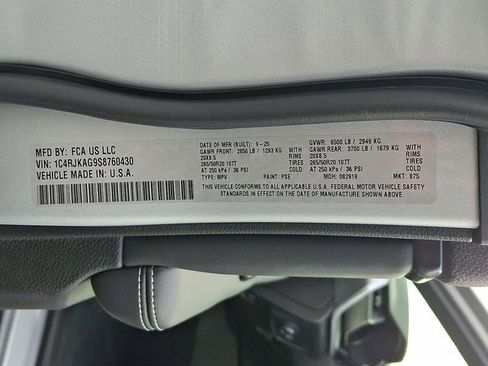 MFD BY: FCA US LLC
VIN: 1C4RJKAG9S8760430
VEHICLE MADE IN: U.S.A.
DATE OF MFR (BUILT): 9-25 GVWR: 6500 LB / 2949 KG
GAWR FRONT: 2850 LB / 1293 KG WITH GAWR REAR: 3700 LB / 1679 KG WITH
20X8.5 RIMS 20X8.5 RIMS
265/50R20 107T TIRES 265/50R20 107T TIRES
AT 250 kPa / 36 PSI COLD AT 250 kPa / 36 PSI COLD
TYPE: MPV PAINT: PSE MDH: 082919 MKT: 875
THIS VEHICLE CONFORMS TO ALL APPLICABLE U.S.A. FEDERAL MOTOR VEHICLE SAFETY
STANDARDS IN EFFECT ON THE DATE OF MANUFACTURE SHOWN ABOVE.